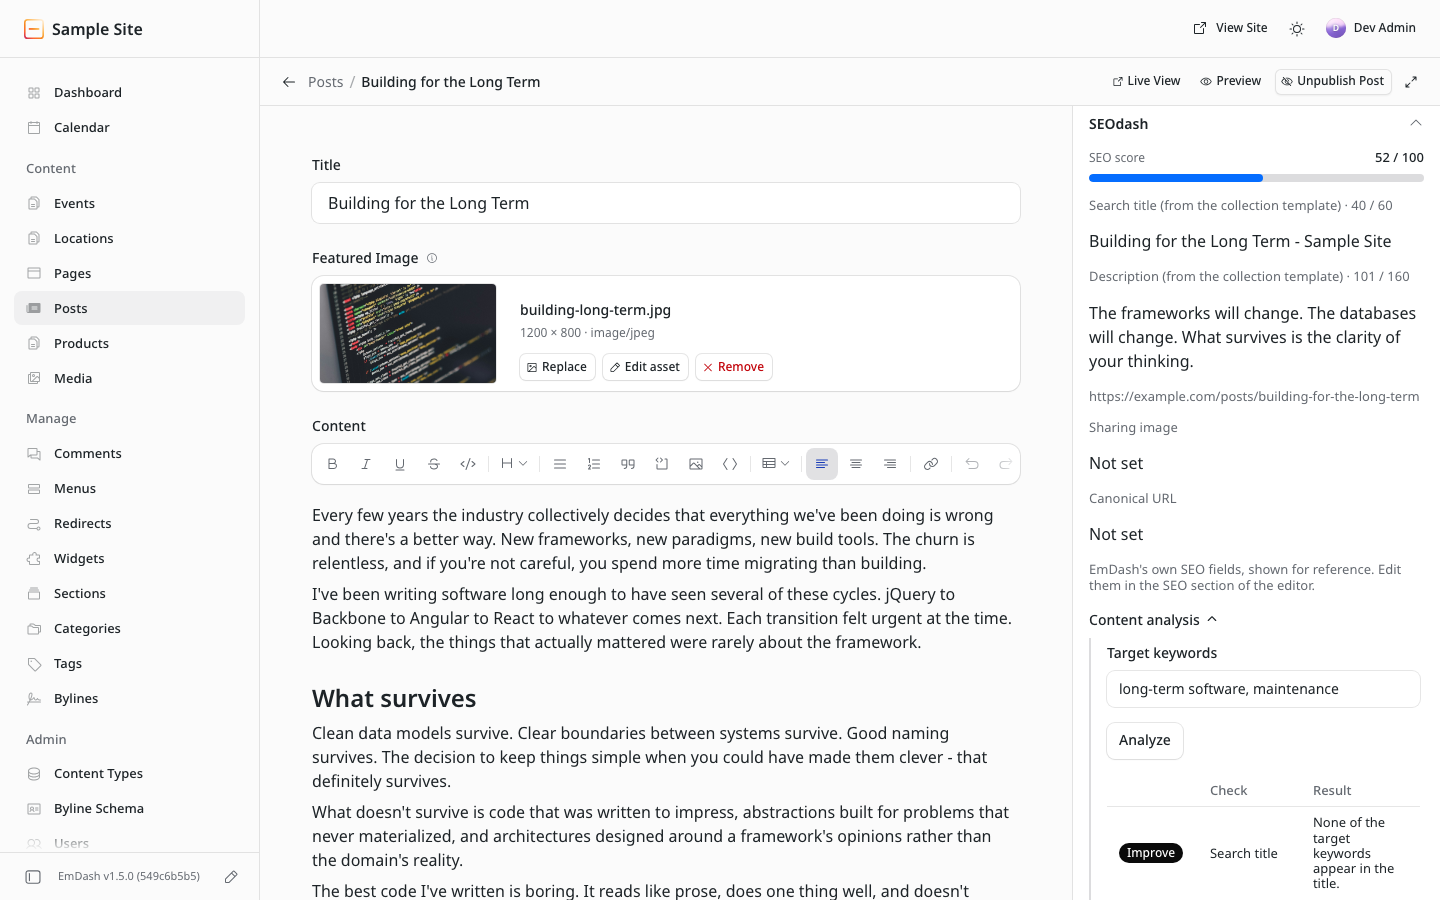 Sample Site
View Site
Dev Admin
Dashboard
Calendar
Content
Events
Locations
Pages
Posts
Products
Media
Manage
Comments
Menus
Redirects
Widgets
Sections
Categories
Tags
Bylines
Admin
Content Types
Byline Schema
Users
EmDash v1.5.0 (549c6b5b5)
Posts / Building for the Long Term
Live View
Preview
Unpublish Post
Title
Building for the Long Term
Featured Image
building-long-term.jpg
1200 × 800 · image/jpeg
Replace
Edit asset
Remove
Content
Every few years the industry collectively decides that everything we've been doing is wrong
and there's a better way. New frameworks, new paradigms, new build tools. The churn is
relentless, and if you're not careful, you spend more time migrating than building.
I've been writing software long enough to have seen several of these cycles. jQuery to
Backbone to Angular to React to whatever comes next. Each transition felt urgent at the time.
Looking back, the things that actually mattered were rarely about the framework.
What survives
Clean data models survive. Clear boundaries between systems survive. Good naming
survives. The decision to keep things simple when you could have made them clever - that
definitely survives.
What doesn't survive is code that was written to impress, abstractions built for problems that
never materialized, and architectures designed around a framework's opinions rather than
the domain's reality.
The best code I've written is boring. It reads like prose, does one thing well, and doesn't
SEOdash
SEO score
52 / 100
Search title (from the collection template) · 40 / 60
Building for the Long Term - Sample Site
Description (from the collection template) · 101 / 160
The frameworks will change. The databases
will change. What survives is the clarity of
your thinking.
https://example.com/posts/building-for-the-long-term
Sharing image
Not set
Canonical URL
Not set
EmDash's own SEO fields, shown for reference. Edit
them in the SEO section of the editor.
Content analysis
Target keywords
long-term software, maintenance
Analyze
Check
Result
Improve
Search title
None of the
target
keywords
appear in the
title.